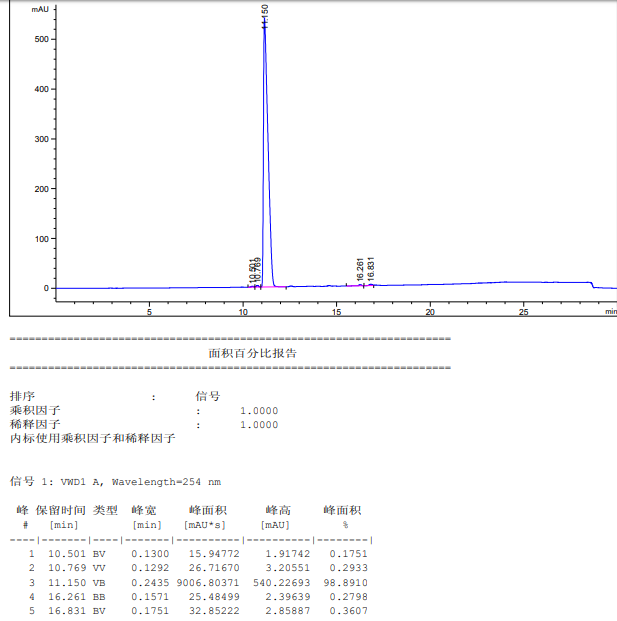 mAU
11.150
500
400
300
200
100
0
10.501
10.769
16.261
16.831
5
10
15
20
25
min
=====================================================================
面积百分比报告
=====================================================================
排序 : 信号
乘积因子 : 1.0000
稀释因子 : 1.0000
内标使用乘积因子和稀释因子
信号 1: VWD1 A, Wavelength=254 nm
峰 保留时间 类型 峰宽 峰面积 峰高 峰面积
# [min] [min] [mAU*s] [mAU] %
----|-------|----|-------|----------|----------|--------|
1 10.501 BV 0.1300 15.94772 1.91742 0.1751
2 10.769 VV 0.1292 26.71670 3.20551 0.2933
3 11.150 VB 0.2435 9006.80371 540.22693 98.8910
4 16.261 BB 0.1571 25.48499 2.39639 0.2798
5 16.831 BV 0.1751 32.85222 2.85887 0.3607